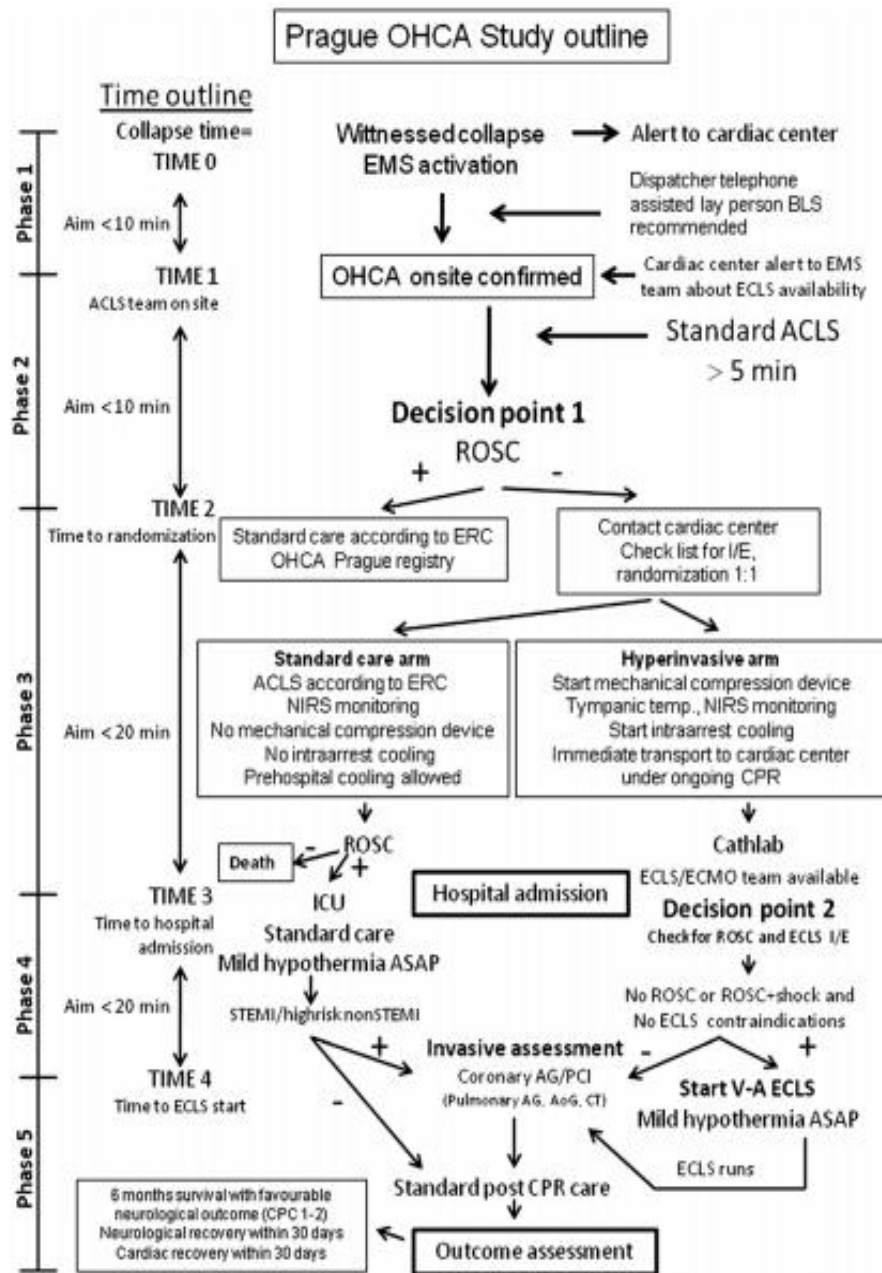 Prague OHCA Study outline
Time outline
Collapse time=
TIME 0
Aim <10 min
TIME 1
ACLS team on site
Aim <10 min
TIME 2
Time to randomization
Aim <20 min
TIME 3
Time to hospital
admission
Aim <20 min
TIME 4
Time to ECLS start
Phase 1
Phase 2
Phase 3
Phase 4
Phase 5
Wittnessed collapse
EMS activation
Alert to cardiac center
Dispatcher telephone
assisted lay person BLS
recommended
OHCA onsite confirmed
Cardiac center alert to EMS
team about ECLS availability
Standard ACLS
> 5 min
Decision point 1
ROSC
+
-
Standard care according to ERC
OHCA Prague registry
Contact cardiac center
Check list for I/E,
randomization 1:1
Standard care arm
ACLS according to ERC
NIRS monitoring
No mechanical compression device
No intraarrest cooling
Prehospital cooling allowed
Hyperinvasive arm
Start mechanical compression device
Tympanic temp., NIRS monitoring
Start intraarrest cooling
Immediate transport to cardiac center
under ongoing CPR
ROSC
-
+
Death
ICU
Standard care
Mild hypothermia ASAP
STEMI/highrisk nonSTEMI
+
-
Hospital admission
Cathlab
ECLS/ECMO team available
Decision point 2
Check for ROSC and ECLS I/E
No ROSC or ROSC+shock and
No ECLS contraindications
-
+
Invasive assessment
Coronary AG/PCI
(Pulmonary AG, AoG, CT)
Start V-A ECLS
Mild hypothermia ASAP
ECLS runs
Standard post CPR care
Outcome assessment
6 months survival with favourable
neurological outcome (CPC 1-2)
Neurological recovery within 30 days
Cardiac recovery within 30 days